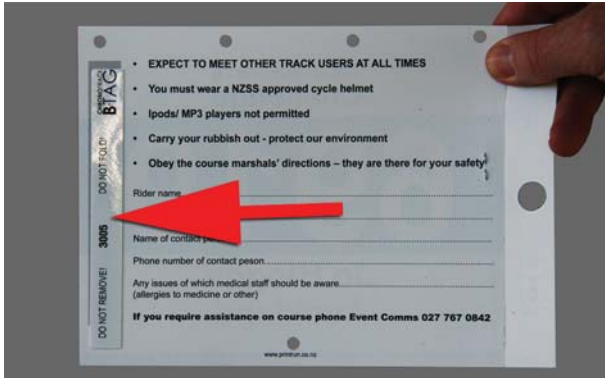 • EXPECT TO MEET OTHER TRACK USERS AT ALL TIMES
• You must wear a NZSS approved cycle helmet
• Ipods/ MP3 players not permitted
• Carry your rubbish out - protect our environment
• Obey the course marshals' directions – they are there for your safety
Rider name
Name of contact
Phone number of contact peson
Any issues of which medical staff should be aware
(allergies to medicine or other)
If you require assistance on course phone Event Comms 027 767 0842
www.printrun.co.nz
DO NOT REMOVE! 3005 DO NOT FOLD! CHRONOTRACK
BTAG